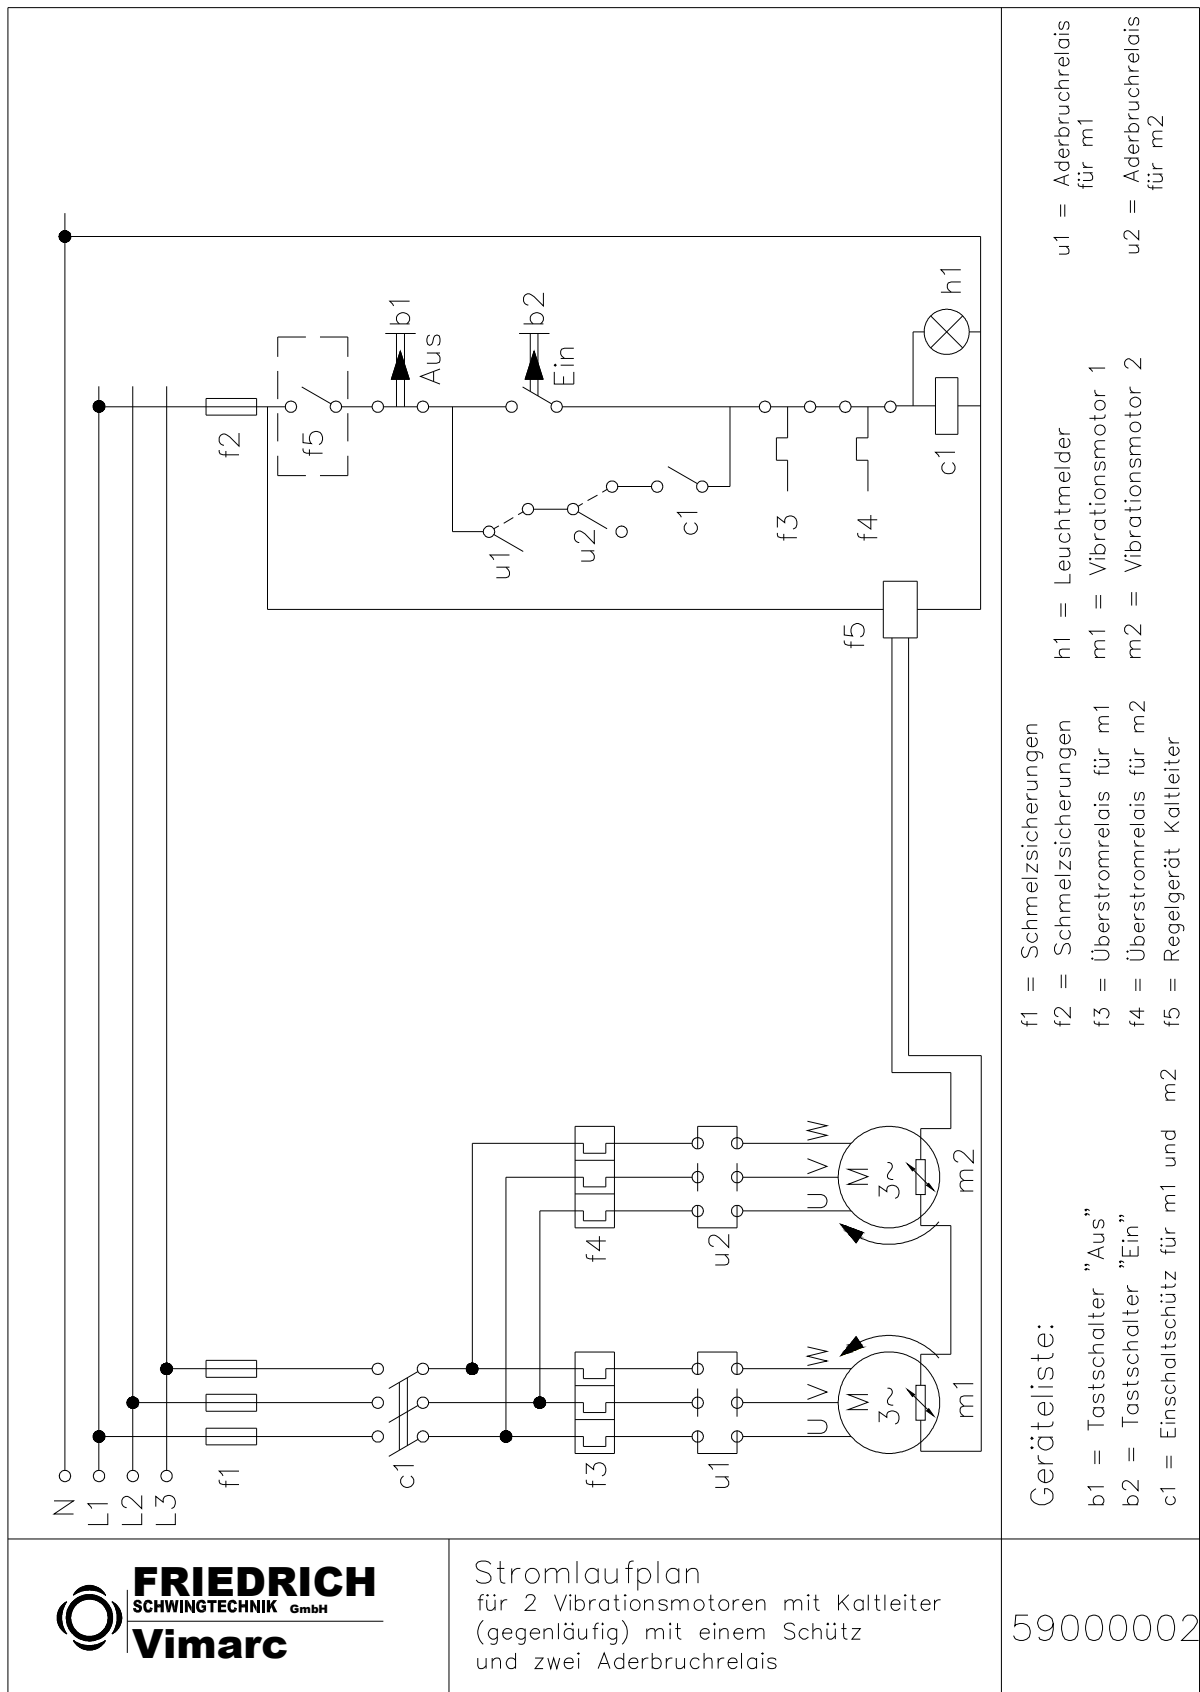 N
L1
L2
L3
f1
c1
f3
u1
U V W
M
3~
m1
f4
u2
U V W
M
3~
m2
f2
f5
b1
Aus
b2
Ein
u1
u2
c1
f3
f4
c1
h1
f5
Geräteliste:
b1 = Tastschalter "Aus"
b2 = Tastschalter "Ein"
c1 = Einschaltschütz für m1 und m2
f1 = Schmelzsicherungen
f2 = Schmelzsicherungen
f3 = Überstromrelais für m1
f4 = Überstromrelais für m2
f5 = Regelgerät Kaltleiter
h1 = Leuchtmelder
m1 = Vibrationsmotor 1
m2 = Vibrationsmotor 2
u1 = Aderbruchrelais
für m1
u2 = Aderbruchrelais
für m2
FRIEDRICH
SCHWINGTECHNIK GmbH
Vimarc
Stromlaufplan
für 2 Vibrationsmotoren mit Kaltleiter
(gegenläufig) mit einem Schütz
und zwei Aderbruchrelais
59000002